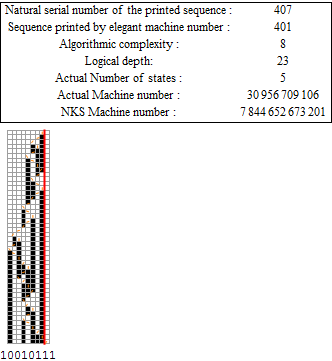 Natural serial number of the printed sequence : 407
Sequence printed by elegant machine number : 401
Algorithmic complexity : 8
Logical depth: 23
Actual Number of states : 5
Actual Machine number : 30 956 709 106
NKS Machine number : 7 844 652 673 201
10010111